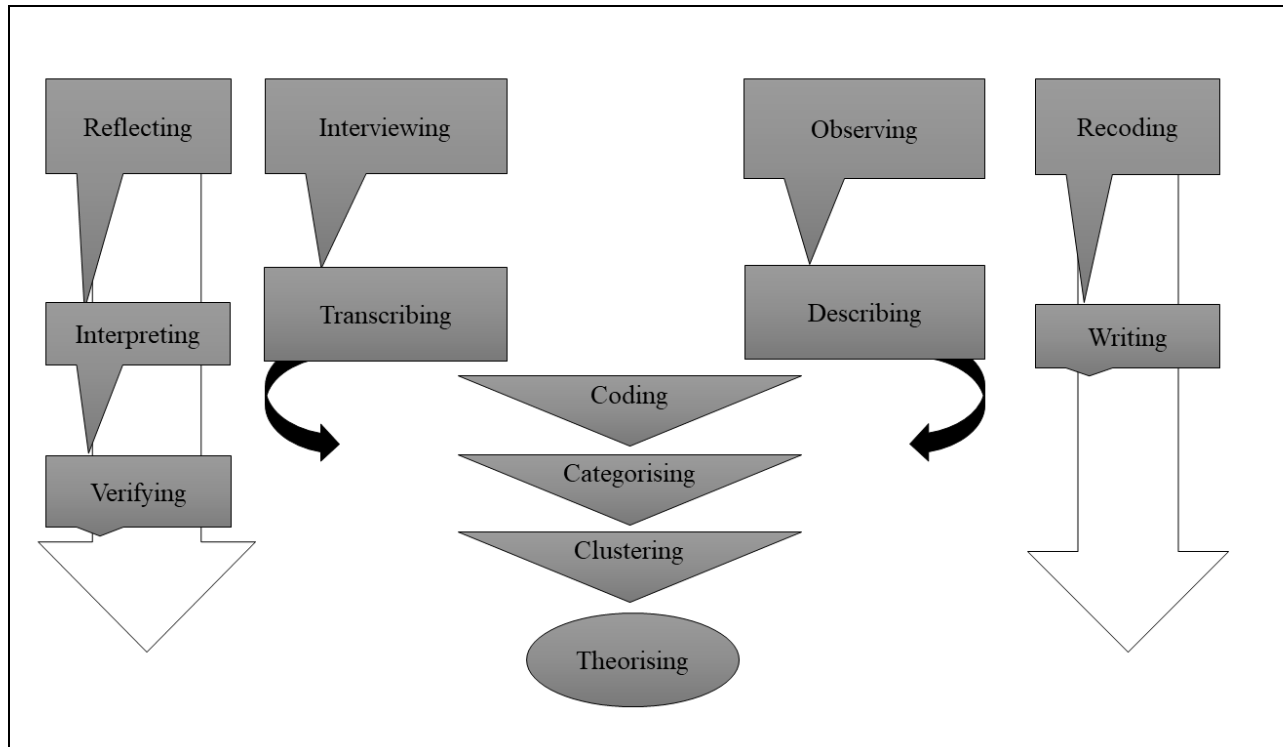 Reflecting
Interviewing
Observing
Recoding
Transcribing
Describing
Interpreting
Writing
Coding
Categorising
Verifying
Clustering
Theorising